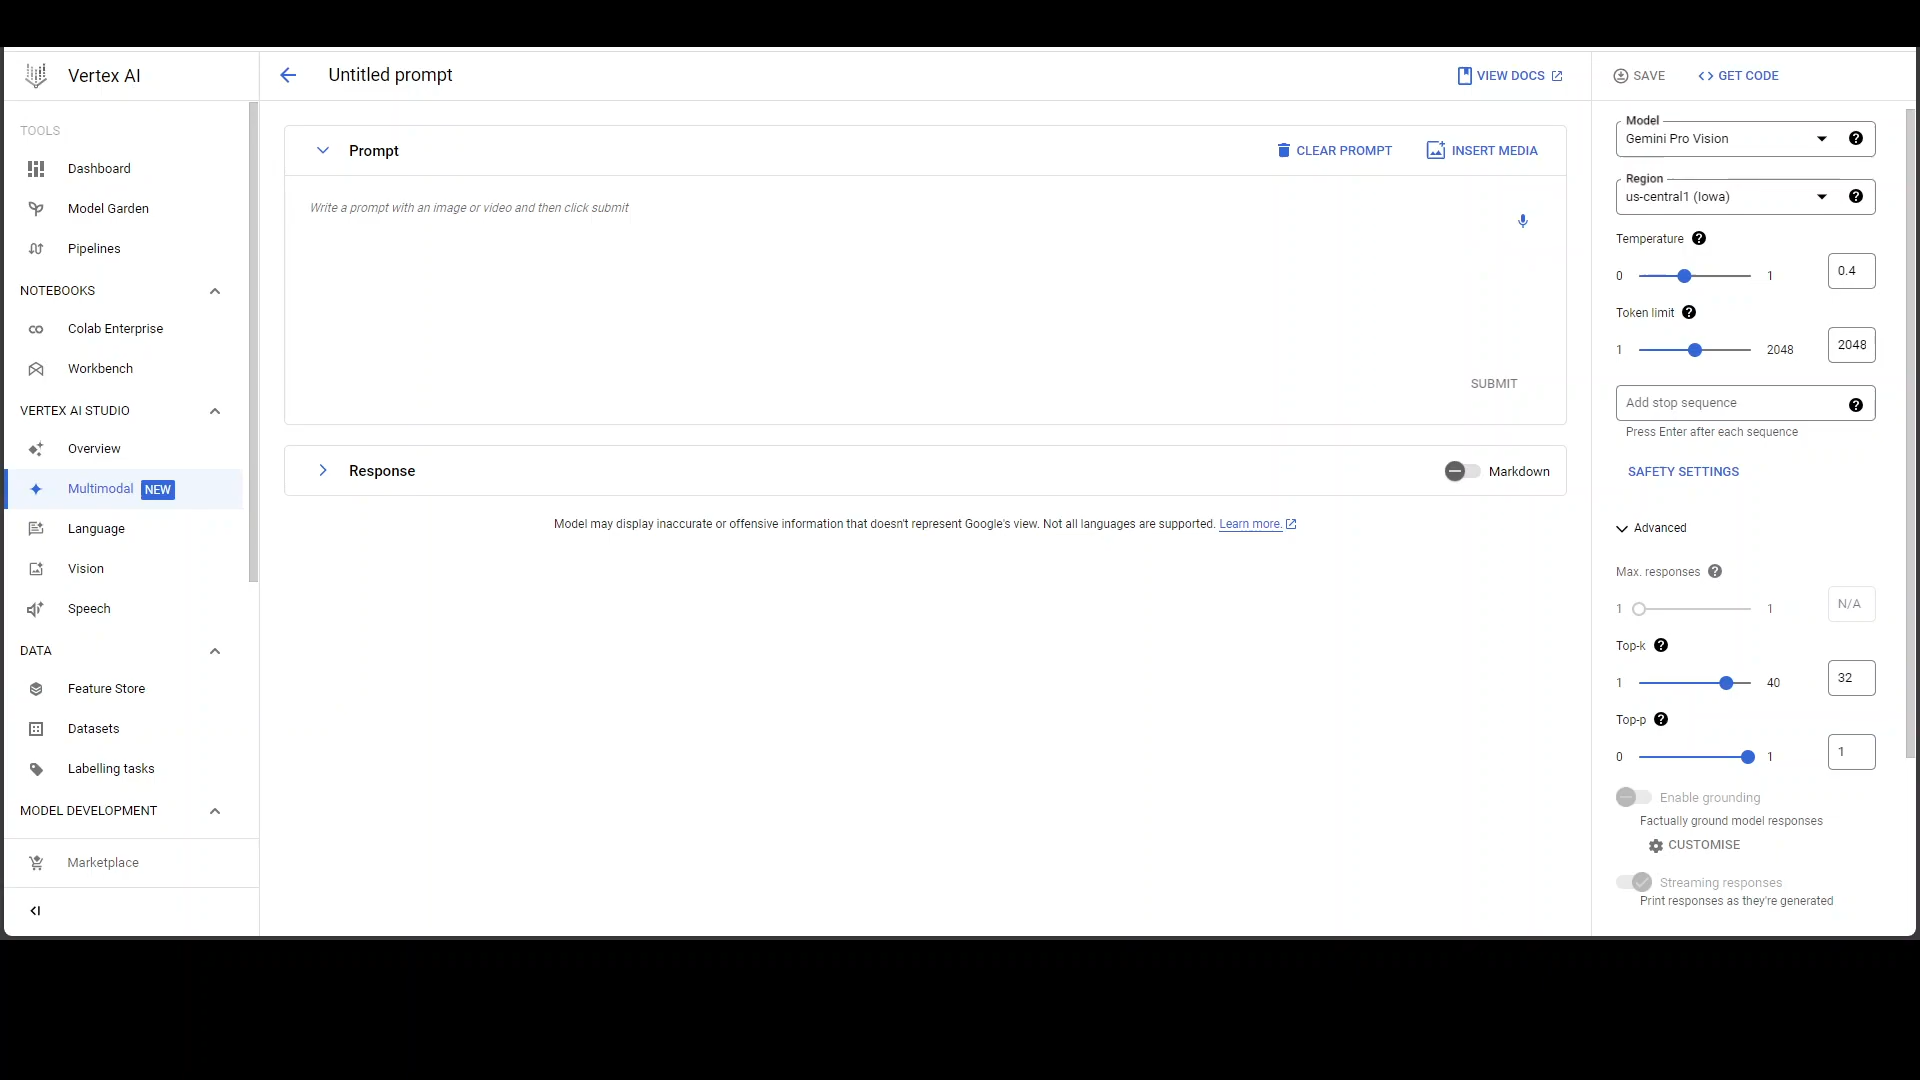 Vertex AI
TOOLS
Dashboard
Model Garden
Pipelines
NOTEBOOKS
Colab Enterprise
Workbench
VERTEX AI STUDIO
Overview
Multimodal NEW
Language
Vision
Speech
DATA
Feature Store
Datasets
Labelling tasks
MODEL DEVELOPMENT
Marketplace
Untitled prompt
VIEW DOCS
Prompt
CLEAR PROMPT
INSERT MEDIA
Write a prompt with an image or video and then click submit
SUBMIT
Response
Markdown
Model may display inaccurate or offensive information that doesn't represent Google's view. Not all languages are supported. Learn more.
SAVE
<> GET CODE
Model
Gemini Pro Vision
Region
us-central1 (Iowa)
Temperature
0 1 0.4
Token limit
1 2048 2048
Add stop sequence
Press Enter after each sequence
SAFETY SETTINGS
Advanced
Max. responses
1 1 N/A
Top-k
1 40 32
Top-p
0 1 1
Enable grounding
Factually ground model responses
CUSTOMISE
Streaming responses
Print responses as they're generated